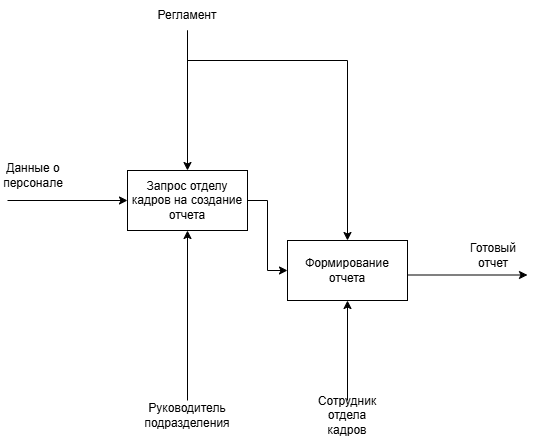 Регламент
Данные о
персонале
Запрос отделу
кадров на создание
отчета
Формирование
отчета
Готовый
отчет
Руководитель
подразделения
Сотрудник
отдела
кадров